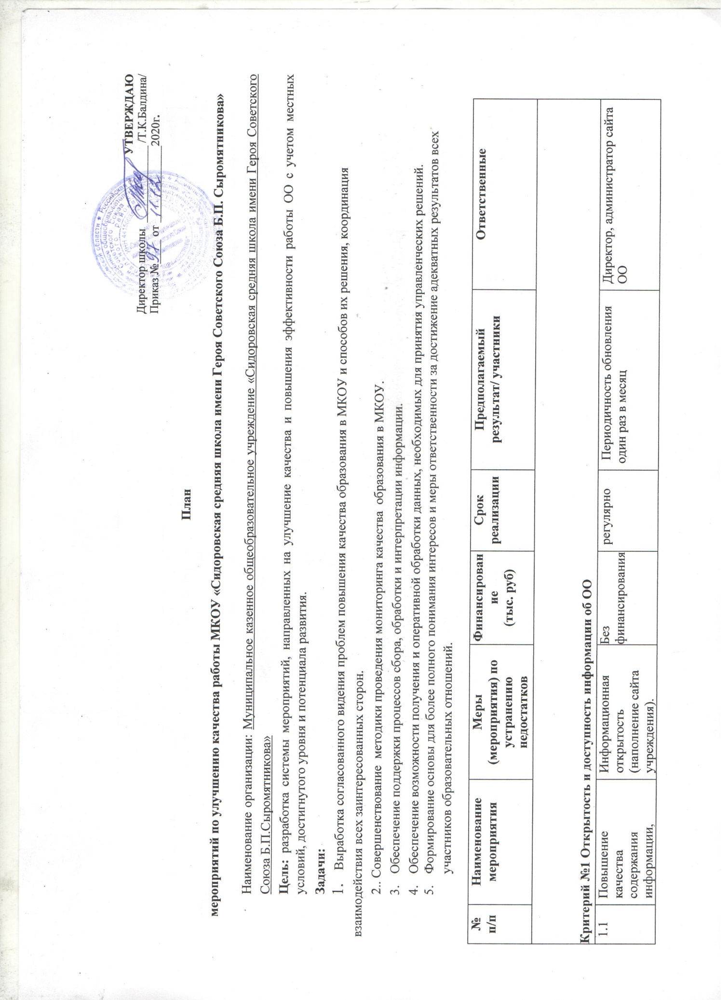 УТВЕРЖДАЮ
Директор школы /Т.К.Балдина/
Приказ № 97 от 11.12 2020г.
План
мероприятий по улучшению качества работы МКОУ «Сидоровская средняя школа имени Героя Советского Союза Б.П. Сыромятникова»
Наименование организации: Муниципальное казенное общеобразовательное учреждение «Сидоровская средняя школа имени Героя Советского
Союза Б.П.Сыромятникова»
Цель: разработка системы мероприятий, направленных на улучшение качества и повышения эффективности работы ОО с учетом местных
условий, достигнутого уровня и потенциала развития.
Задачи:
1. Выработка согласованного видения проблем повышения качества образования в МКОУ и способов их решения, координация
взаимодействия всех заинтересованных сторон.
2.. Совершенствование методики проведения мониторинга качества образования в МКОУ.
3. Обеспечение поддержки процессов сбора, обработки и интерпретации информации.
4. Обеспечение возможности получения и оперативной обработки данных, необходимых для принятия управленческих решений.
5. Формирование основы для более полного понимания интересов и меры ответственности за достижение адекватных результатов всех
участников образовательных отношений.
№
п/п
Наименование
мероприятия
Меры
(мероприятия) по
устранению
недостатков
Финансирован
ие
(тыс. руб)
Срок
реализации
Предполагаемый
результат/ участники
Ответственные
Критерий №1 Открытость и доступность информации об ОО
1.1
Повышение
качества
содержания
информации,
Информационная
открытость
(наполнение сайта
учреждения).
Без
финансирования
регулярно
Периодичность обновления
один раз в месяц
Директор, администратор сайта
ОО